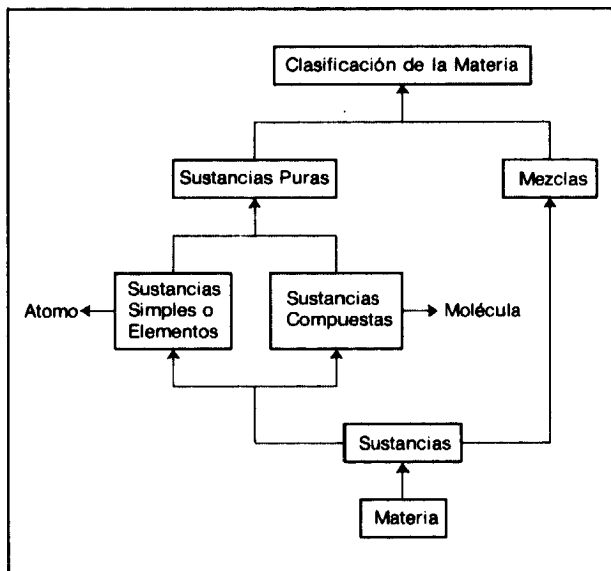 Clasificación de la Materia
Sustancias Puras
Mezclas
Atomo
Sustancias
Simples o
Elementos
Sustancias
Compuestas
Molécula
Sustancias
Materia